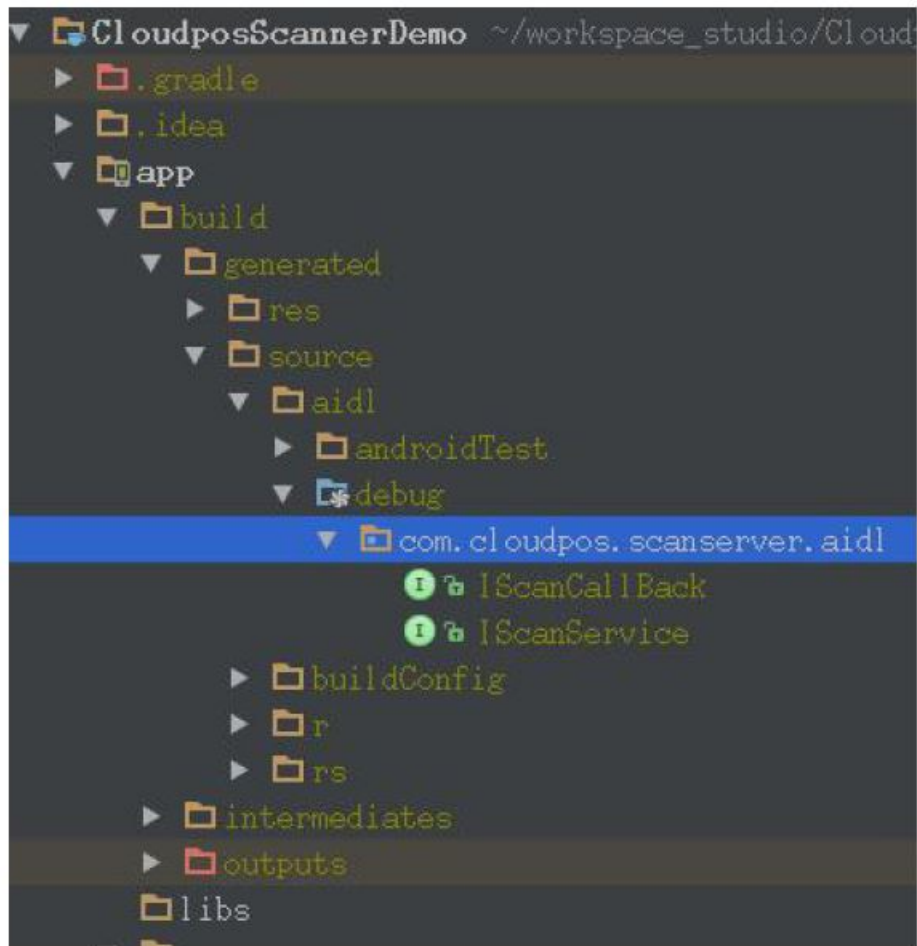 CloudposScannerDemo ~/workspace_studio/Cloud
.gradle
.idea
app
build
generated
res
source
aidl
androidTest
debug
com.cloudpos.scanserver.aidl
I IScanCallBack
I IScanService
buildConfig
r
rs
intermediates
outputs
libs